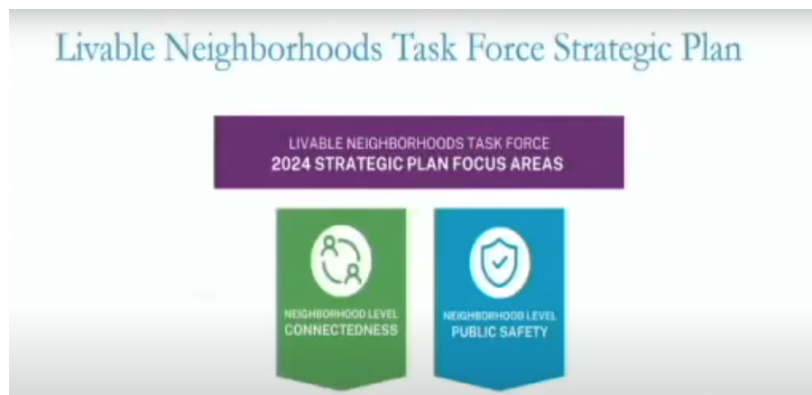 Livable Neighborhoods Task Force Strategic Plan
LIVABLE NEIGHBORHOODS TASK FORCE
2024 STRATEGIC PLAN FOCUS AREAS
NEIGHBORHOOD LEVEL
CONNECTEDNESS
NEIGHBORHOOD LEVEL
PUBLIC SAFETY